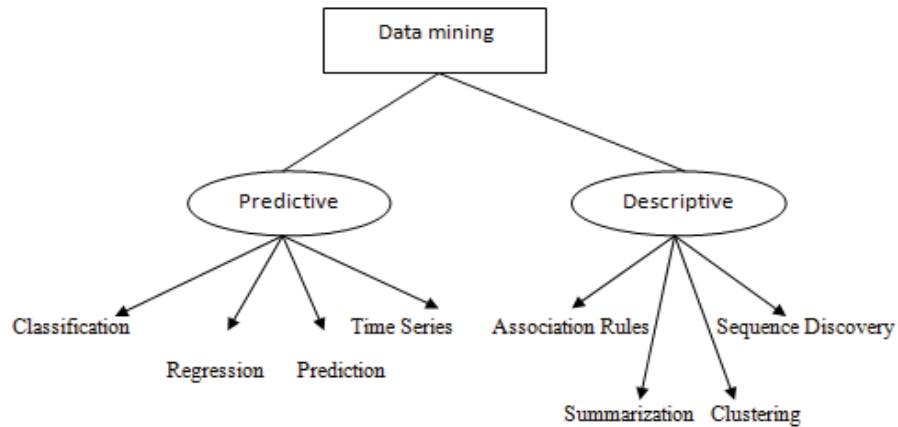 Data mining
Predictive
Descriptive
Classification
Time Series
Association Rules
Sequence Discovery
Regression
Prediction
Summarization
Clustering